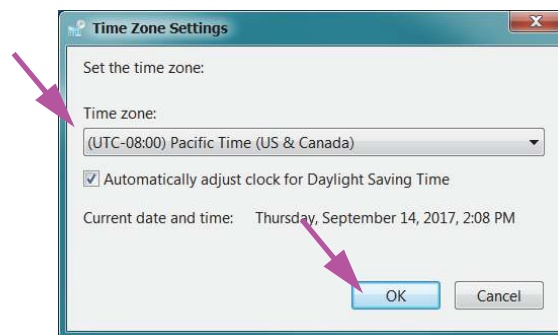 Time Zone Settings
Set the time zone:
Time zone:
(UTC-08:00) Pacific Time (US & Canada)
Automatically adjust clock for Daylight Saving Time
Current date and time: Thursday, September 14, 2017, 2:08 PM
OK Cancel